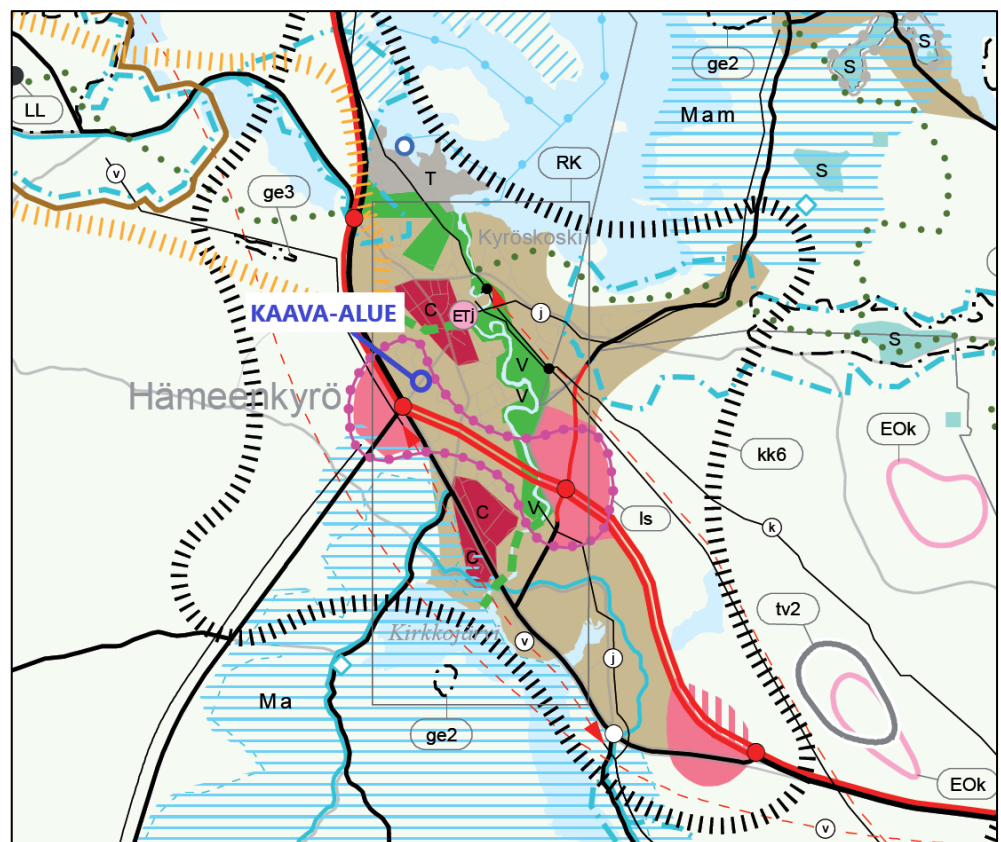 ge2
S
S
LL
Mam
v
T
RK
S
ge3
Kyröskoski
C
ETj
j
KAAVA-ALUE
S
V
V
Hämeenkyrö
EOk
kk6
C
V
ls
k
C
tv2
Kirkkojärvi
v
j
Ma
ge2
EOk
v